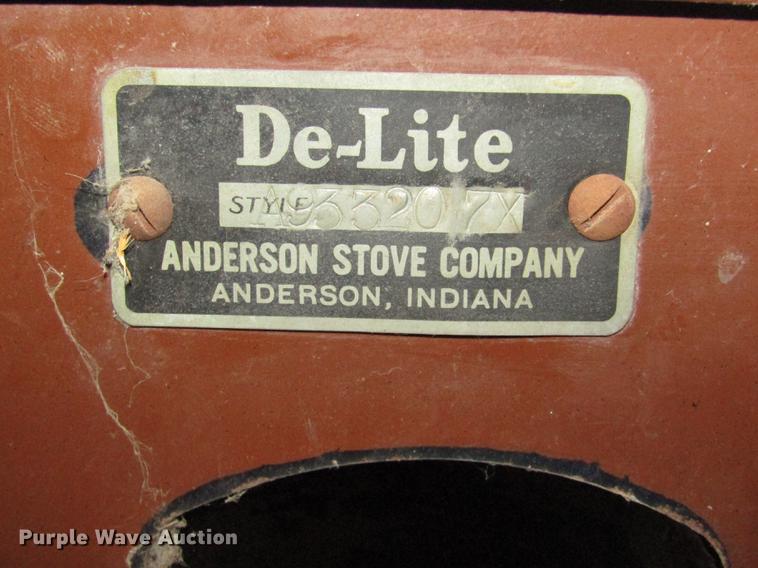 De-Lite
STYLE A93320 7X
ANDERSON STOVE COMPANY
ANDERSON, INDIANA
Purple Wave Auction